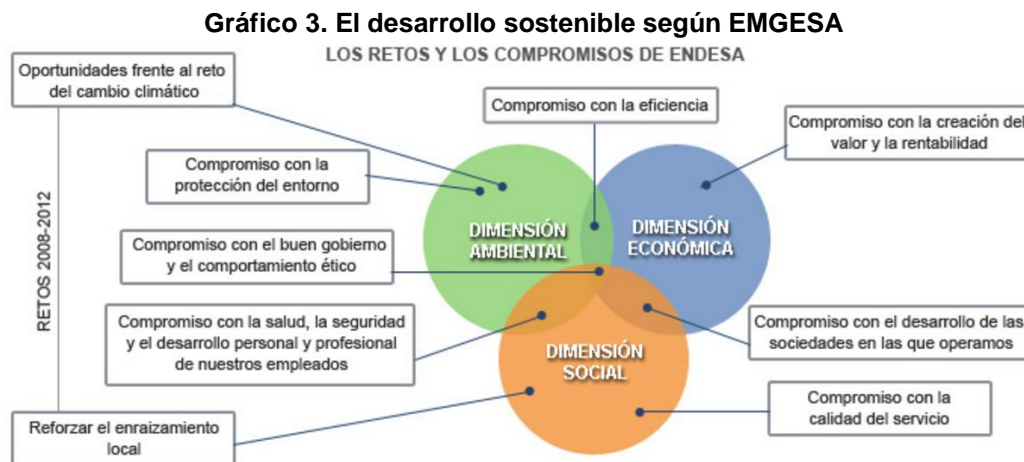 Gráfico 3. El desarrollo sostenible según EMGESA
LOS RETOS Y LOS COMPROMISOS DE ENDESA
Oportunidades frente al reto
del cambio climático
Compromiso con la eficiencia
Compromiso con la creación del
valor y la rentabilidad
Compromiso con la
protección del entorno
DIMENSIÓN
AMBIENTAL
DIMENSIÓN
ECONÓMICA
Compromiso con el buen gobierno
y el comportamiento ético
RETOS 2008-2012
Compromiso con la salud, la seguridad
y el desarrollo personal y profesional
de nuestros empleados
Compromiso con el desarrollo de las
sociedades en las que operamos
DIMENSIÓN
SOCIAL
Compromiso con la
calidad del servicio
Reforzar el enraizamiento
local